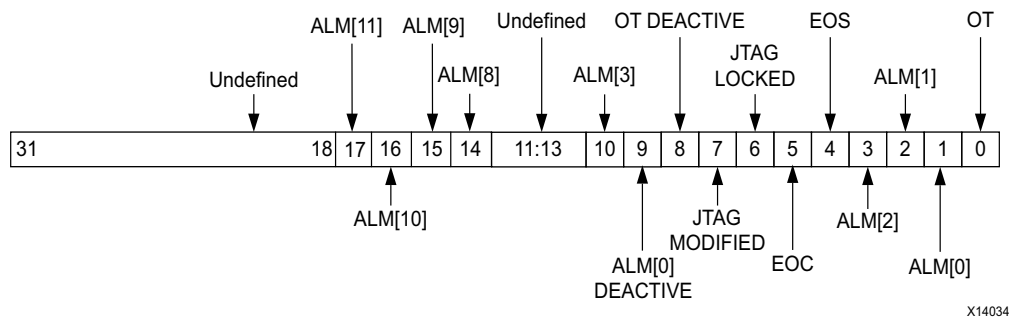 ALM[11]
ALM[9]
Undefined
OT DEACTIVE
EOS
OT
Undefined
ALM[8]
ALM[3]
JTAG
LOCKED
ALM[1]
31
18
17
16
15
14
11:13
10
9
8
7
6
5
4
3
2
1
0
ALM[10]
ALM[0]
DEACTIVE
JTAG
MODIFIED
EOC
ALM[2]
ALM[0]
X14034